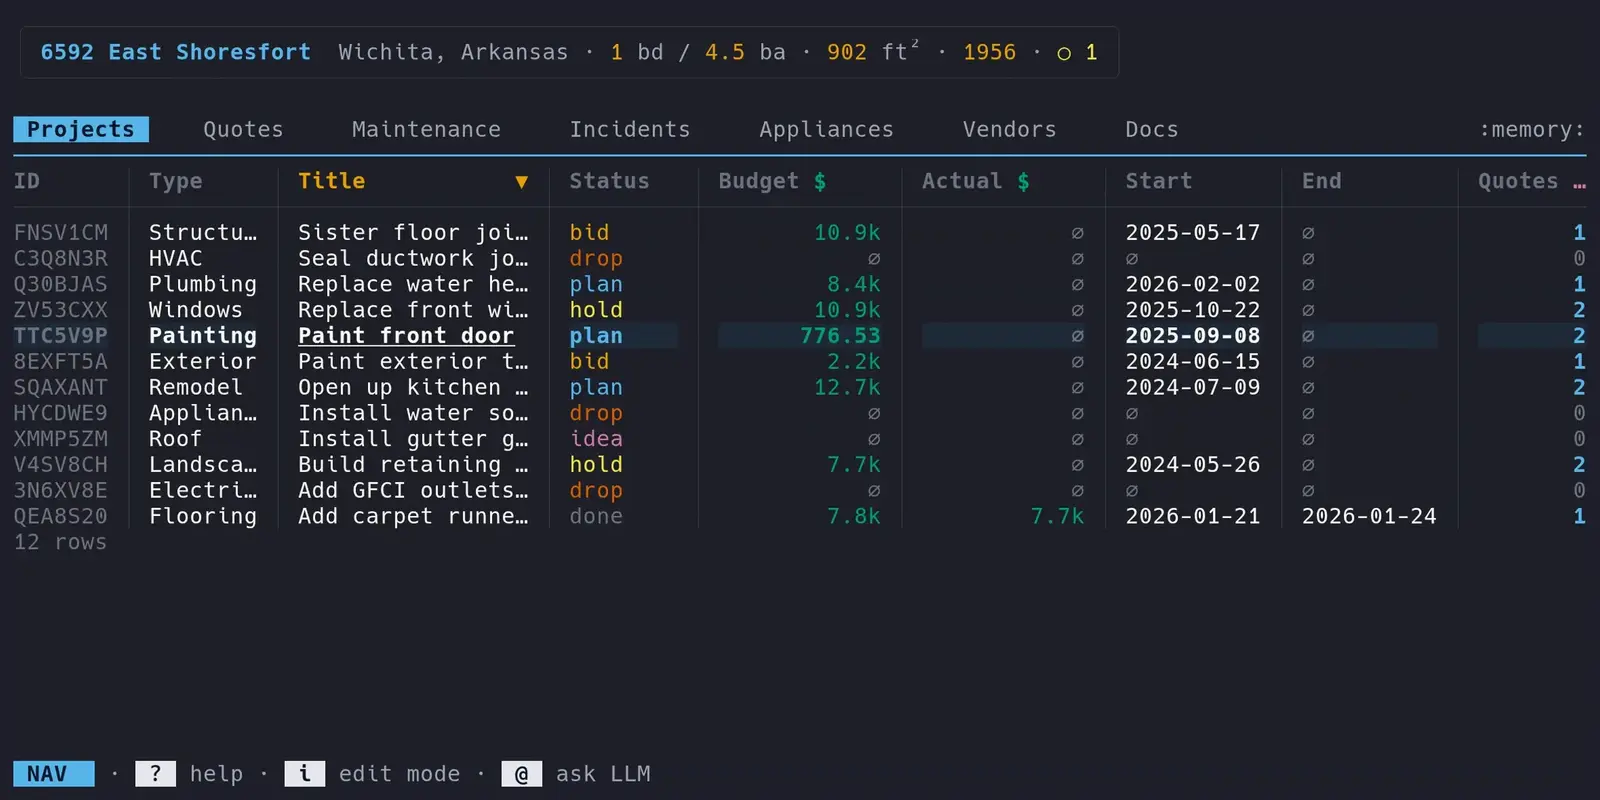 6592 East Shoresfort Wichita, Arkansas · 1 bd / 4.5 ba · 902 ft² · 1956 · ○ 1
Projects Quotes Maintenance Incidents Appliances Vendors Docs :memory:
ID Type Title ▼ Status Budget $ Actual $ Start End Quotes …
FNSV1CM Structu… Sister floor joi… bid 10.9k ∅ 2025-05-17 ∅ 1
C3Q8N3R HVAC Seal ductwork jo… drop ∅ ∅ ∅ ∅ 0
Q30BJAS Plumbing Replace water he… plan 8.4k ∅ 2026-02-02 ∅ 1
ZV53CXX Windows Replace front wi… hold 10.9k ∅ 2025-10-22 ∅ 2
TTC5V9P Painting Paint front door plan 776.53 ∅ 2025-09-08 ∅ 2
8EXFT5A Exterior Paint exterior t… bid 2.2k ∅ 2024-06-15 ∅ 1
SQAXANT Remodel Open up kitchen … plan 12.7k ∅ 2024-07-09 ∅ 2
HYCDWE9 Applian… Install water so… drop ∅ ∅ ∅ ∅ 0
XMMP5ZM Roof Install gutter g… idea ∅ ∅ ∅ ∅ 0
V4SV8CH Landsca… Build retaining … hold 7.7k ∅ 2024-05-26 ∅ 2
3N6XV8E Electri… Add GFCI outlets… drop ∅ ∅ ∅ ∅ 0
QEA8S20 Flooring Add carpet runne… done 7.8k 7.7k 2026-01-21 2026-01-24 1
12 rows
NAV · ? help · i edit mode · @ ask LLM